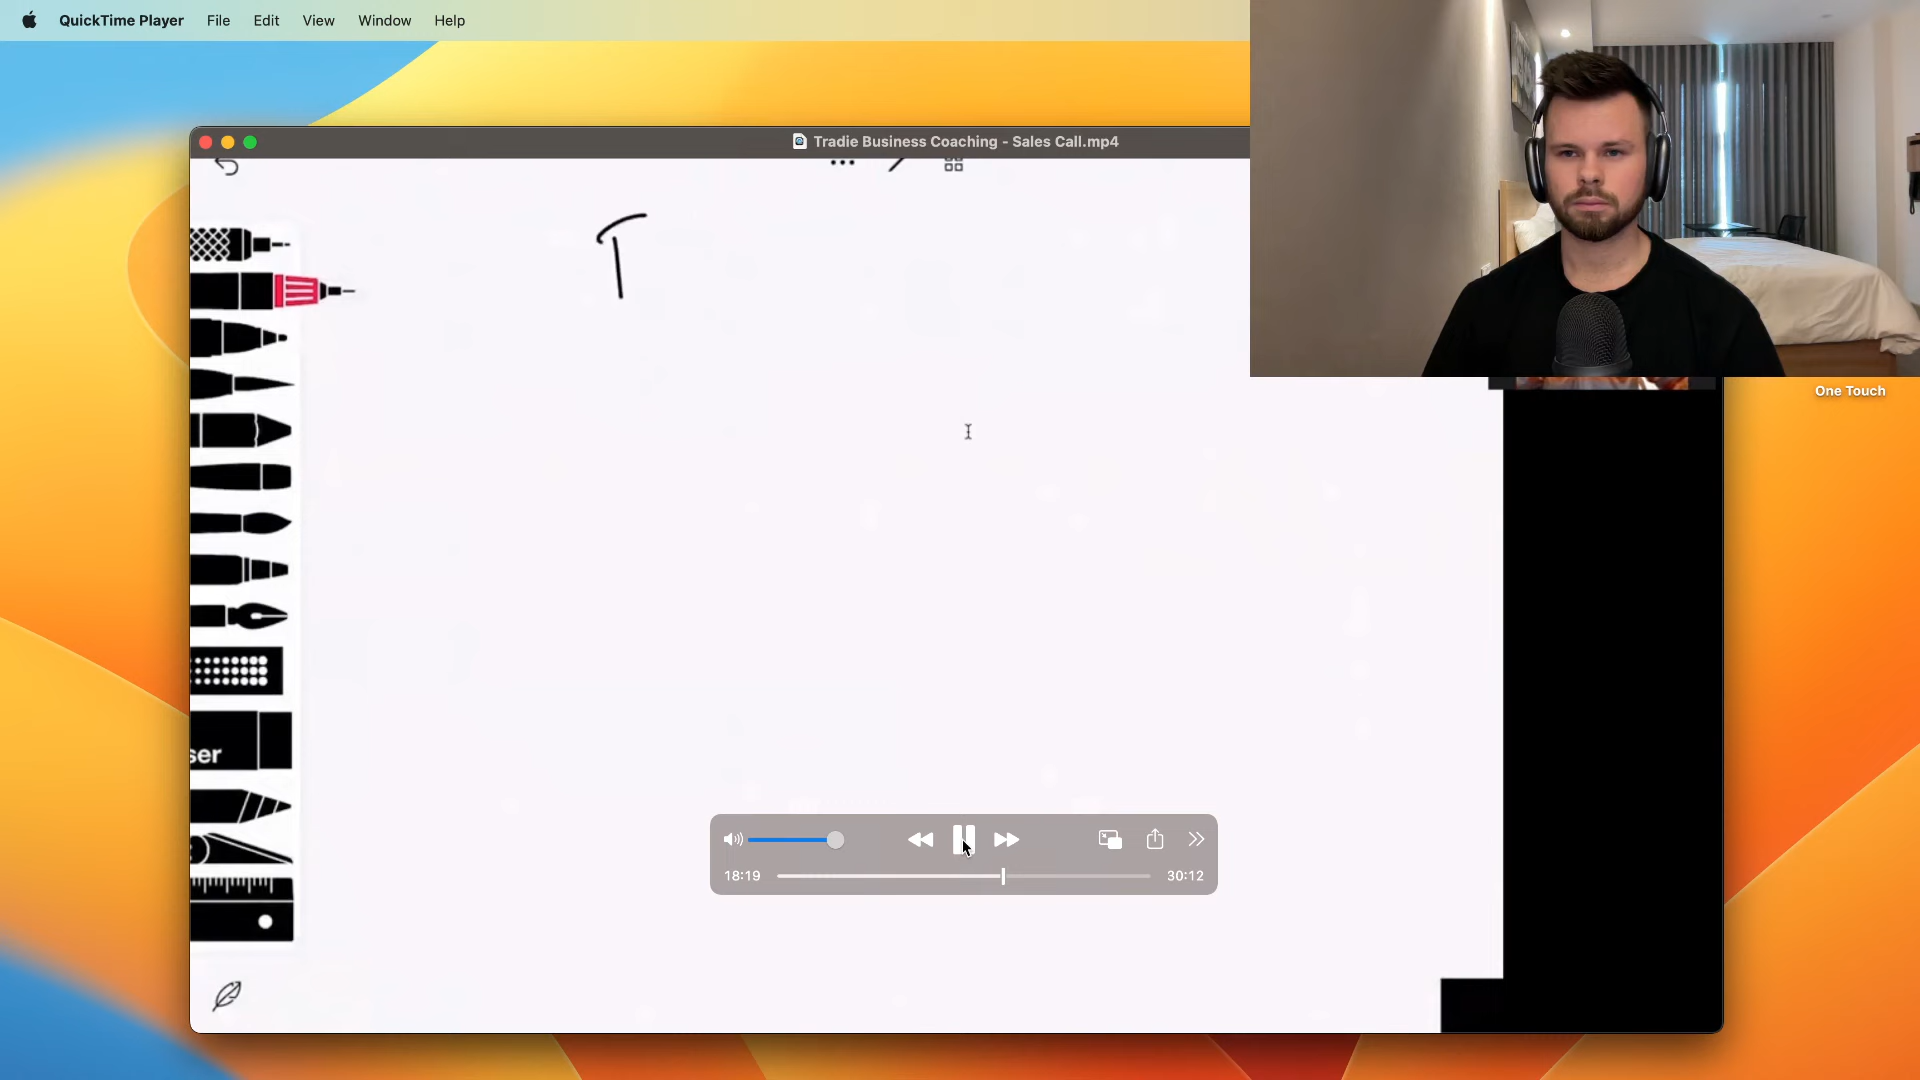 QuickTime Player File Edit View Window Help
Tradie Business Coaching - Sales Call.mp4
T
One Touch
ser
18:19
30:12